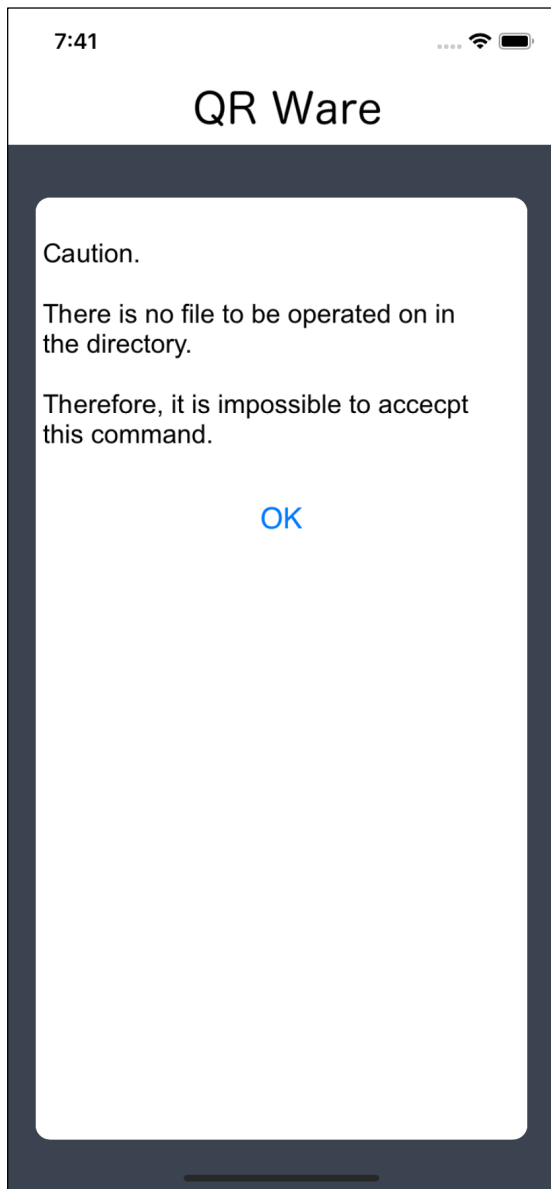 7:41
QR Ware
Caution.
There is no file to be operated on in
the directory.
Therefore, it is impossible to accecpt
this command.
OK